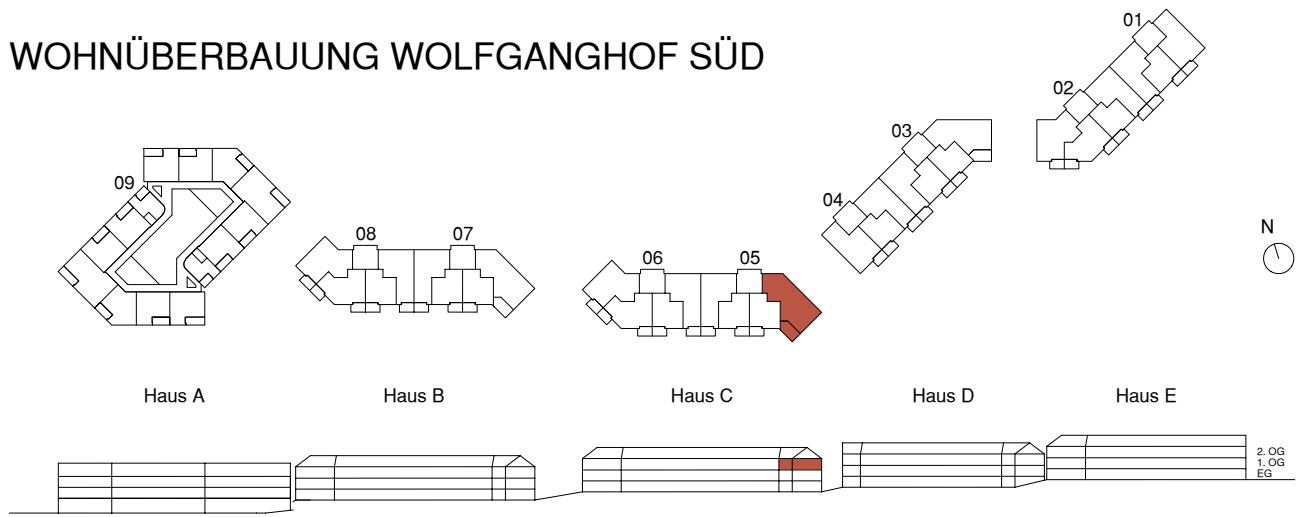 WOHNÜBERBAUUNG WOLFGANGHOF SÜD
01
02
03
04
09
08
07
06
05
N
Haus A
Haus B
Haus C
Haus D
Haus E
2. OG
1. OG
EG